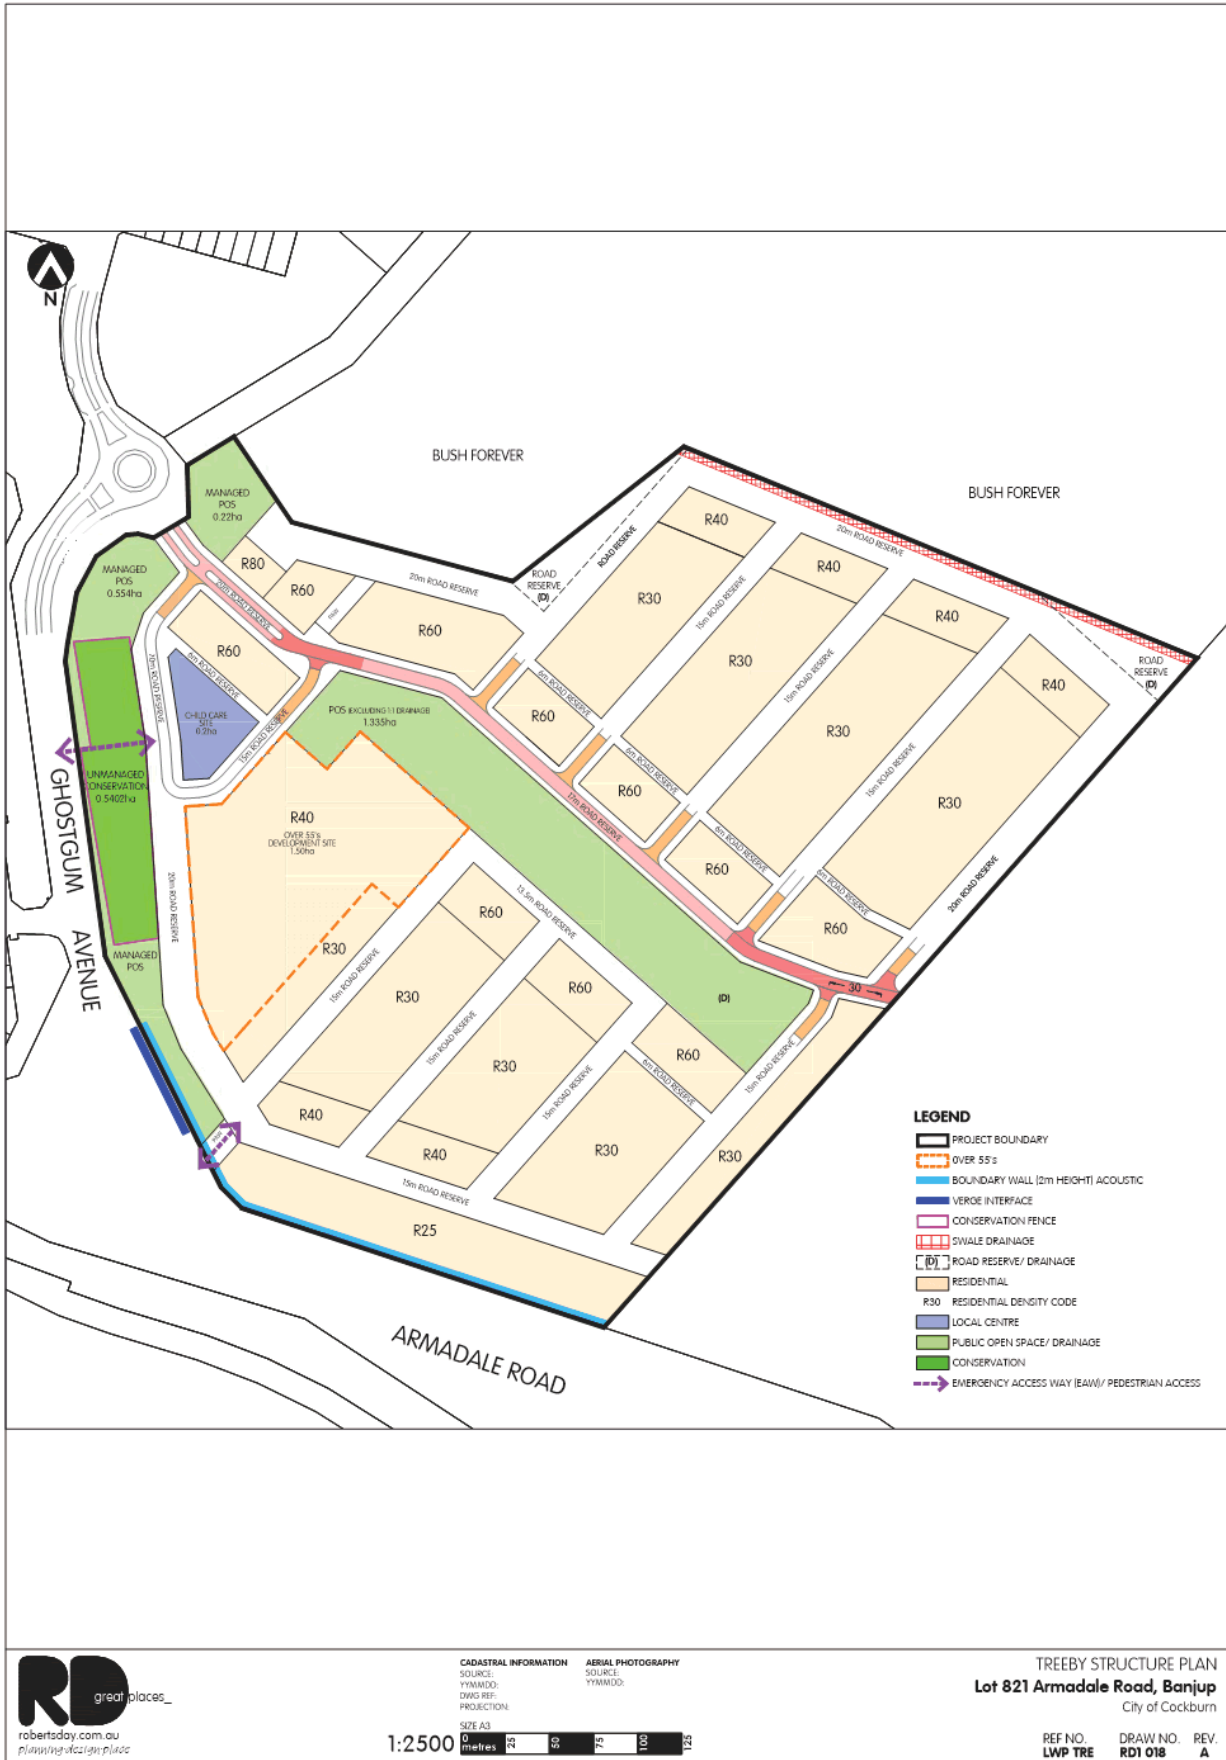 N
BUSH FOREVER
BUSH FOREVER
MANAGED
POS
0.22ha
R40
20m ROAD RESERVE
ROAD RESERVE
ROAD
RESERVE
(D)
MANAGED
POS
0.554ha
R80
R60
20m ROAD RESERVE
20m ROAD RESERVE
PAW
R60
R30
R40
15m ROAD RESERVE
R40
R60
6m ROAD RESERVE
20m ROAD RESERVE
R30
15m ROAD RESERVE
R40
ROAD
RESERVE
(D)
CHILD CARE
SITE
0.2ha
15m ROAD RESERVE
POS (EXCLUDING 1:1 DRAINAGE)
1.335ha
6m ROAD RESERVE
R60
R30
15m ROAD RESERVE
UNMANAGED
CONSERVATION
0.5402ha
6m ROAD RESERVE
R60
17m ROAD RESERVE
R30
R40
OVER 55's
DEVELOPMENT SITE
1.50ha
6m ROAD RESERVE
R60
6m ROAD RESERVE
20m ROAD RESERVE
R60
GHOSTGUM
AVENUE
20m ROAD RESERVE
13.5m ROAD RESERVE
R60
R30
15m ROAD RESERVE
MANAGED
POS
R30
R60
(D)
30
15m ROAD RESERVE
R30
15m ROAD RESERVE
R60
6m ROAD RESERVE
15m ROAD RESERVE
R40
R40
R30
R30
PAW
15m ROAD RESERVE
R25
ARMADALE ROAD
LEGEND
PROJECT BOUNDARY
OVER 55's
BOUNDARY WALL (2m HEIGHT) ACOUSTIC
VERGE INTERFACE
CONSERVATION FENCE
SWALE DRAINAGE
(D) ROAD RESERVE/ DRAINAGE
RESIDENTIAL
R30 RESIDENTIAL DENSITY CODE
LOCAL CENTRE
PUBLIC OPEN SPACE/ DRAINAGE
CONSERVATION
EMERGENCY ACCESS WAY (EAW)/ PEDESTRIAN ACCESS
RD great places_
robertsday.com.au
planning·design·place
CADASTRAL INFORMATION
SOURCE:
YYMMDD:
DWG REF:
PROJECTION:
AERIAL PHOTOGRAPHY
SOURCE:
YYMMDD:
SIZE A3
1:2500 0 metres 25 50 75 100 125
TREEBY STRUCTURE PLAN
Lot 821 Armadale Road, Banjup
City of Cockburn
REF NO. DRAW NO. REV.
LWP TRE RD1 018 A